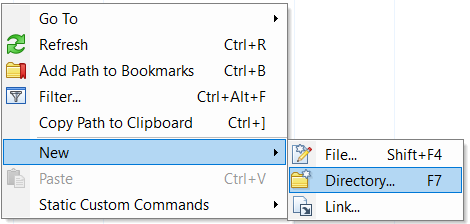 Go To
Refresh Ctrl+R
Add Path to Bookmarks Ctrl+B
Filter... Ctrl+Alt+F
Copy Path to Clipboard Ctrl+]
New
Paste Ctrl+V
Static Custom Commands
File... Shift+F4
Directory... F7
Link...